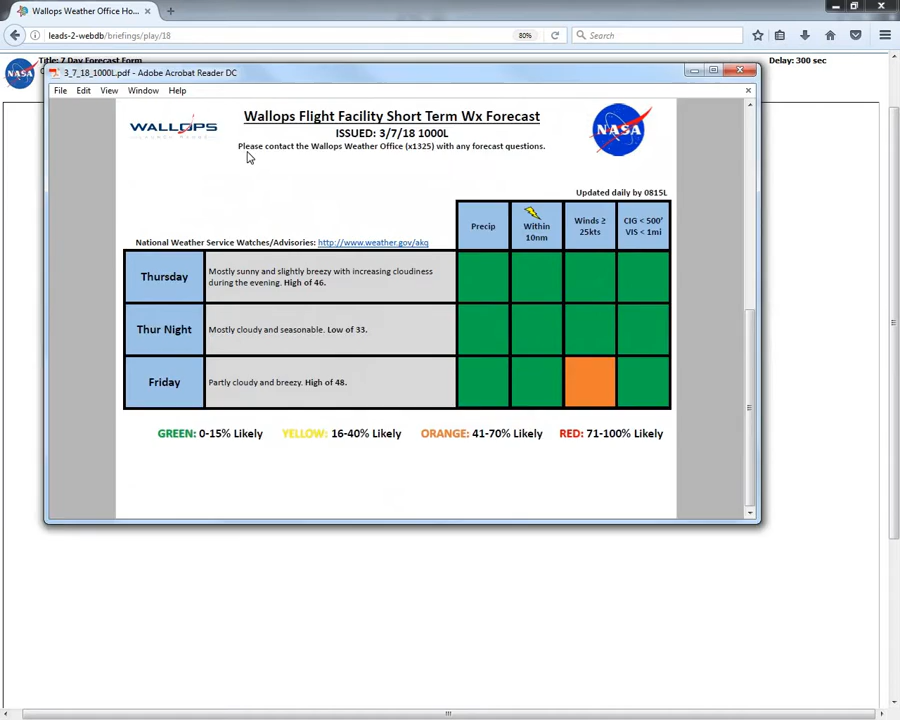 Wallops Weather Office Ho
leads-2-webdb/briefings/play/18
80%
Search
Title: 7 Day Forecast Form
Delay: 300 sec
3_7_18_1000L.pdf - Adobe Acrobat Reader DC
File Edit View Window Help
WALLOPS
Wallops Flight Facility Short Term Wx Forecast
ISSUED: 3/7/18 1000L
Please contact the Wallops Weather Office (x1325) with any forecast questions.
NASA
Updated daily by 0815L
National Weather Service Watches/Advisories: http://www.weather.gov/akq
Precip
Within
10nm
Winds ≥
25kts
CIG < 500'
VIS < 1mi
Thursday
Mostly sunny and slightly breezy with increasing cloudiness
during the evening. High of 46.
Thur Night
Mostly cloudy and seasonable. Low of 33.
Friday
Partly cloudy and breezy. High of 48.
GREEN: 0-15% Likely YELLOW: 16-40% Likely ORANGE: 41-70% Likely RED: 71-100% Likely